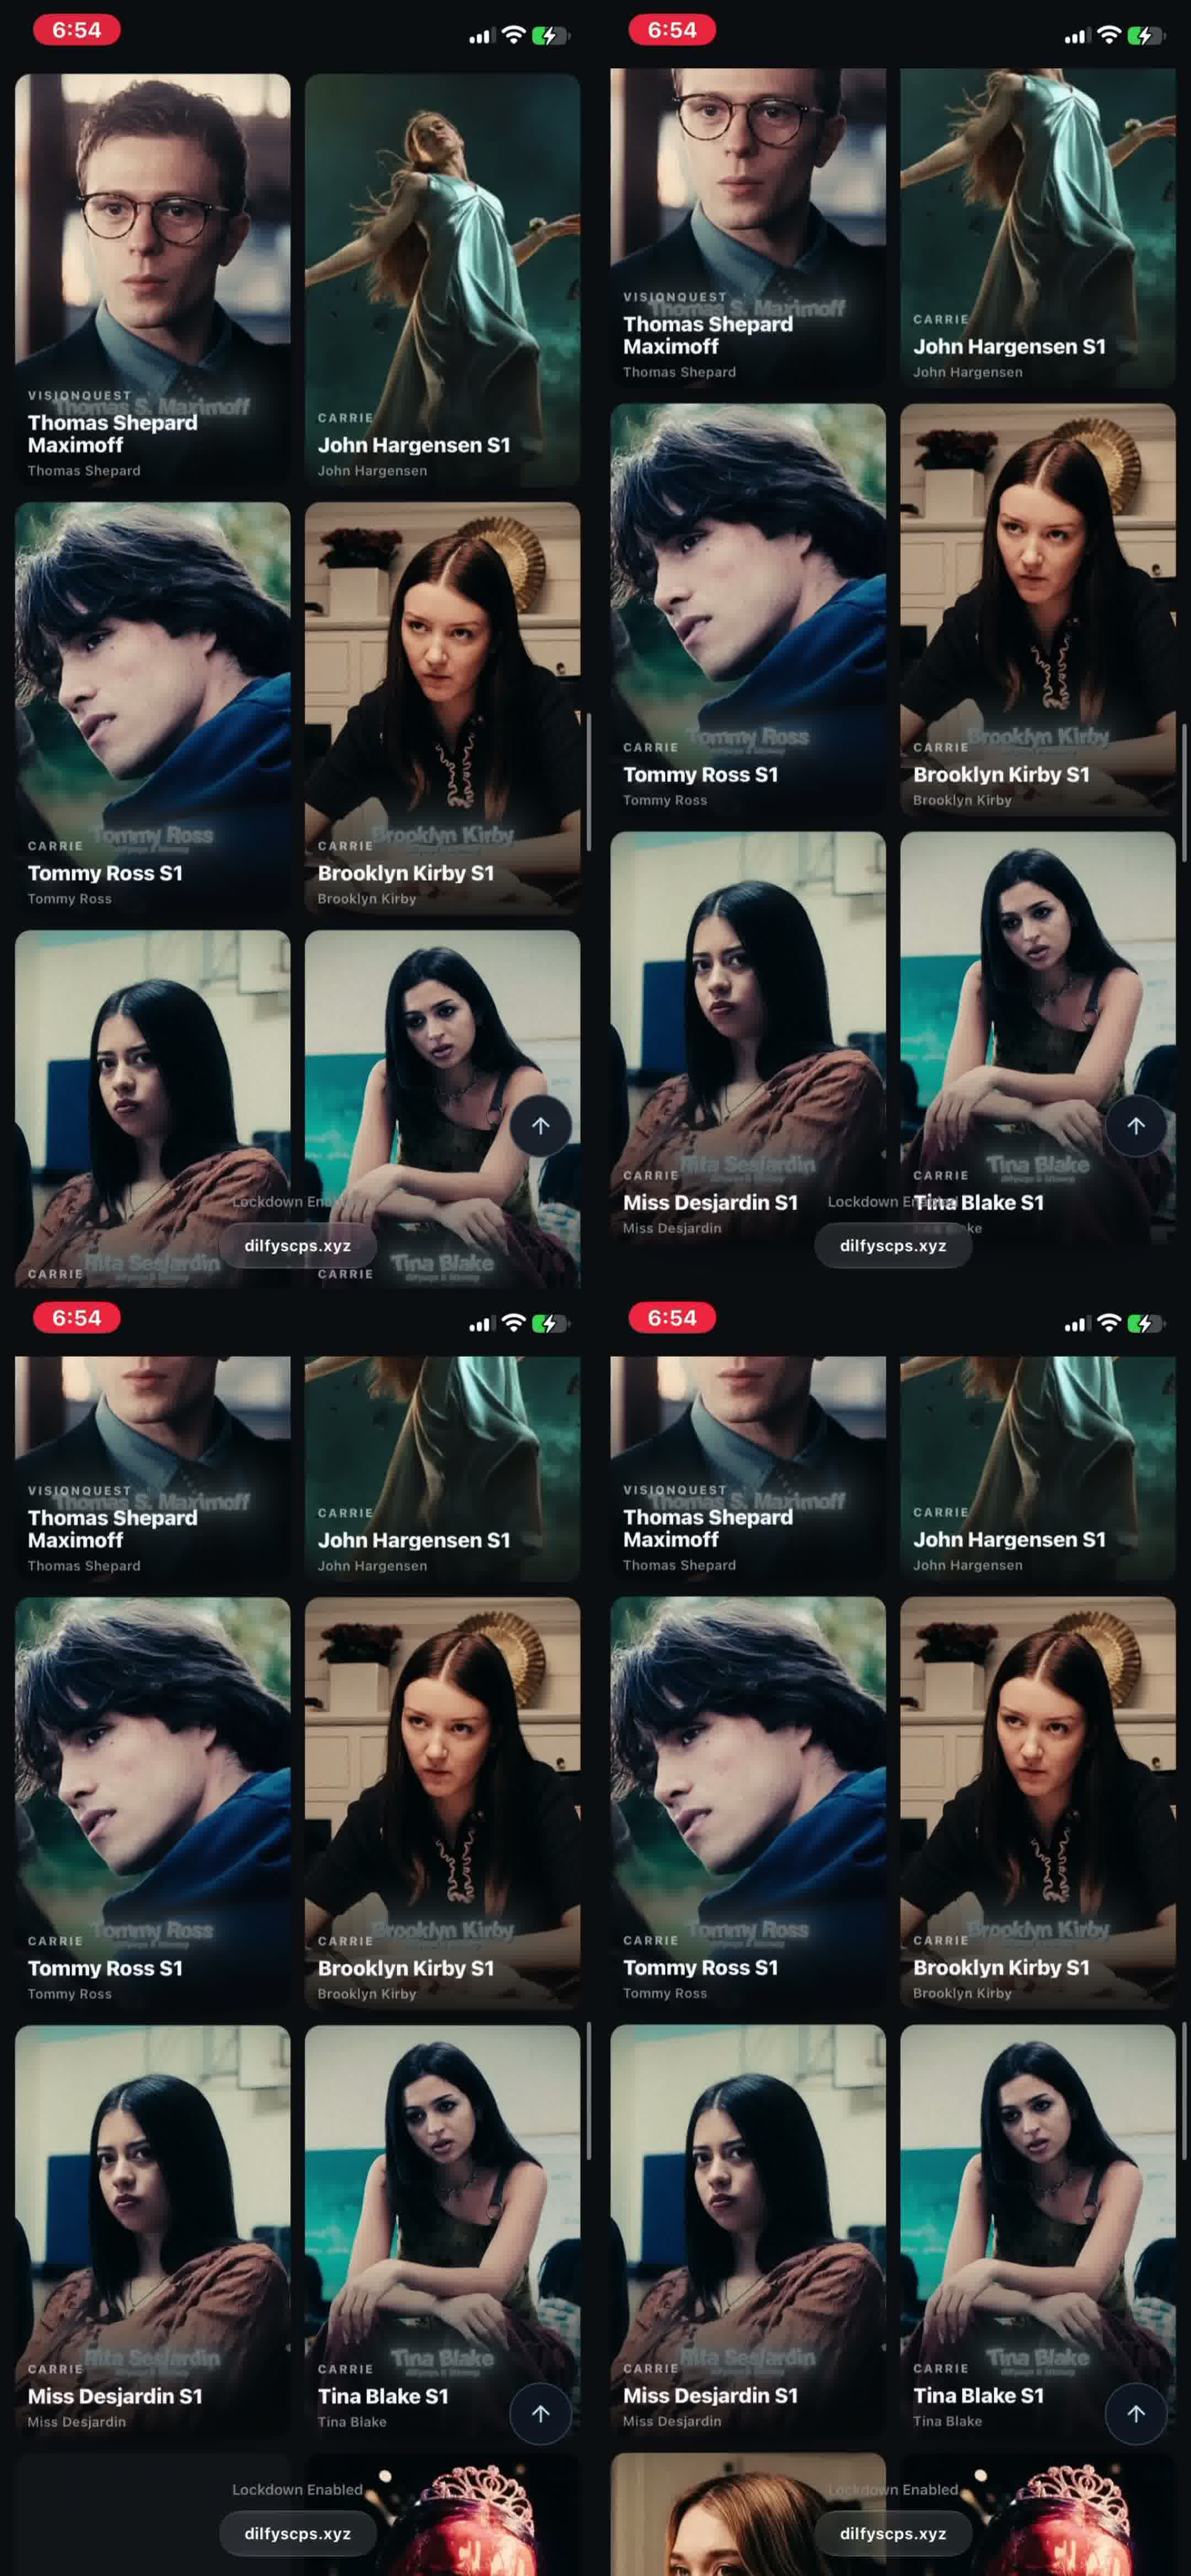 6:54
VISIONQUEST
Thomas S. Maximoff
Thomas Shepard
Maximoff
Thomas Shepard
CARRIE
John Hargensen S1
John Hargensen
Tommy Ross
CARRIE
Tommy Ross S1
Tommy Ross
Brooklyn Kirby
CARRIE
Brooklyn Kirby S1
Brooklyn Kirby
Lockdown
dilfyscps.xyz
CARRIE
CARRIE
Tina Blake
6:54
VISIONQUEST
Thomas S. Maximoff
Thomas Shepard
Maximoff
Thomas Shepard
CARRIE
John Hargensen S1
John Hargensen
Tommy Ross
CARRIE
Tommy Ross S1
Tommy Ross
Brooklyn Kirby
CARRIE
Brooklyn Kirby S1
Brooklyn Kirby
CARRIE
Miss Desjardin S1
Miss Desjardin
Tina Blake
CARRIE
Tina Blake S1
Lockdown
dilfyscps.xyz
6:54
VISIONQUEST
Thomas S. Maximoff
Thomas Shepard
Maximoff
Thomas Shepard
CARRIE
John Hargensen S1
John Hargensen
Tommy Ross
CARRIE
Tommy Ross S1
Tommy Ross
Brooklyn Kirby
CARRIE
Brooklyn Kirby S1
Brooklyn Kirby
CARRIE
Miss Desjardin S1
Miss Desjardin
Tina Blake
CARRIE
Tina Blake S1
Tina Blake
Lockdown Enabled
dilfyscps.xyz
6:54
VISIONQUEST
Thomas S. Maximoff
Thomas Shepard
Maximoff
Thomas Shepard
CARRIE
John Hargensen S1
John Hargensen
Tommy Ross
CARRIE
Tommy Ross S1
Tommy Ross
Brooklyn Kirby
CARRIE
Brooklyn Kirby S1
Brooklyn Kirby
CARRIE
Miss Desjardin S1
Miss Desjardin
Tina Blake
CARRIE
Tina Blake S1
Tina Blake
Lockdown Enabled
dilfyscps.xyz